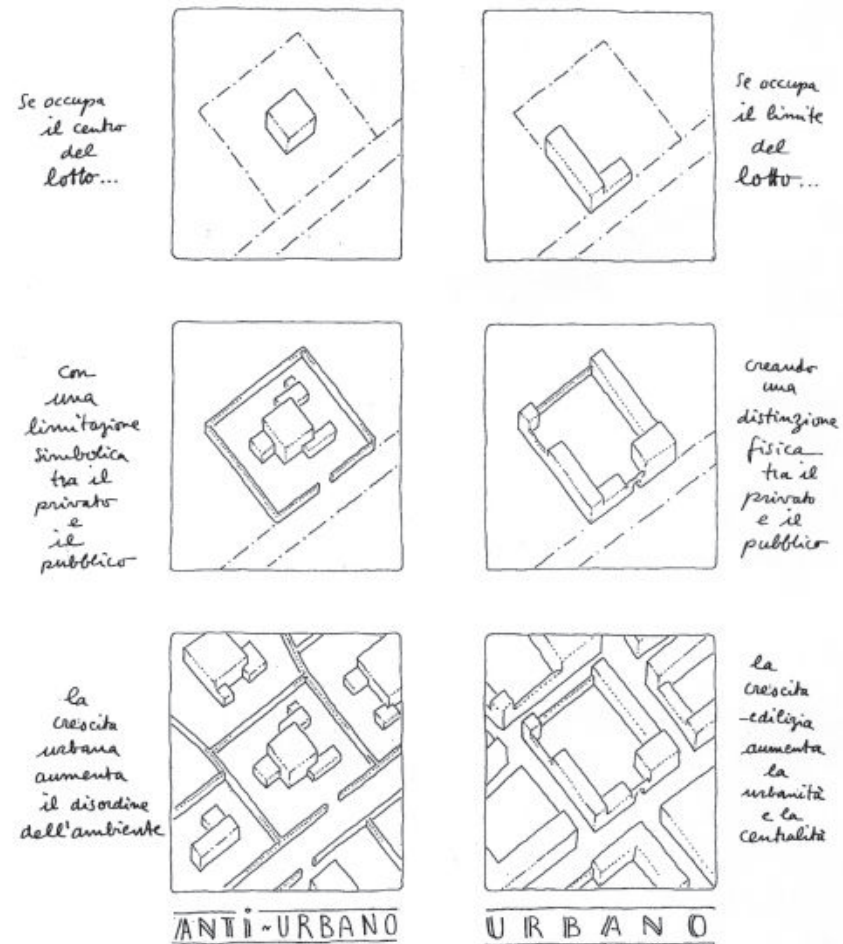 Se occupa
il centro
del
lotto...
Se occupa
il limite
del
lotto...
con
una
limitazione
simbolica
tra il
privato
e
il
pubblico
creando
una
distinzione
fisica
tra il
privato
e il
pubblico
la
crescita
urbana
aumenta
il disordine
dell'ambiente
la
crescita
edilizia
aumenta
la
urbanità
e la
centralità
ANTI-URBANO
URBANO